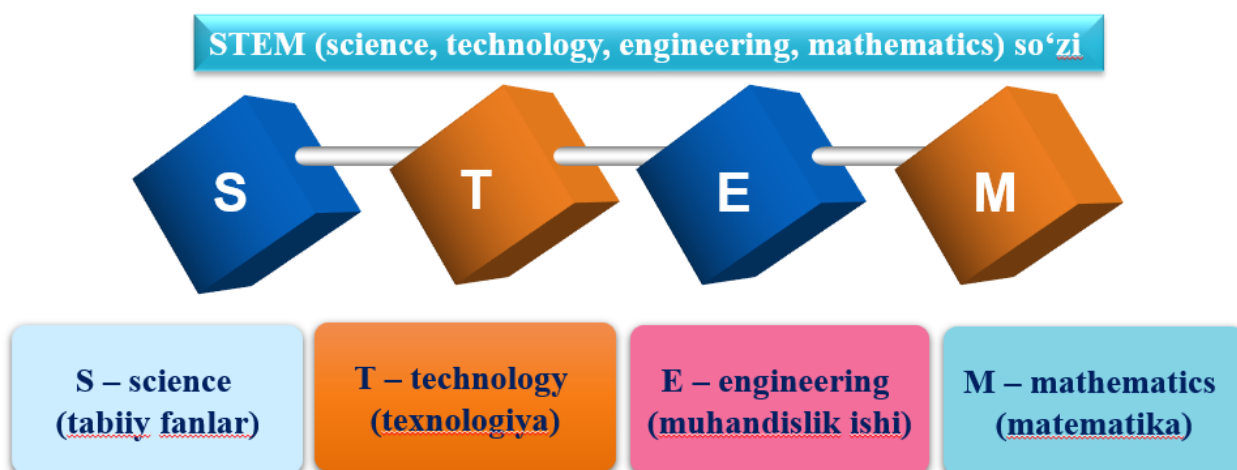 STEM (science, technology, engineering, mathematics) so‘zi
S T E M
S – science
(tabiiy fanlar)
T – technology
(texnologiya)
E – engineering
(muhandislik ishi)
M – mathematics
(matematika)